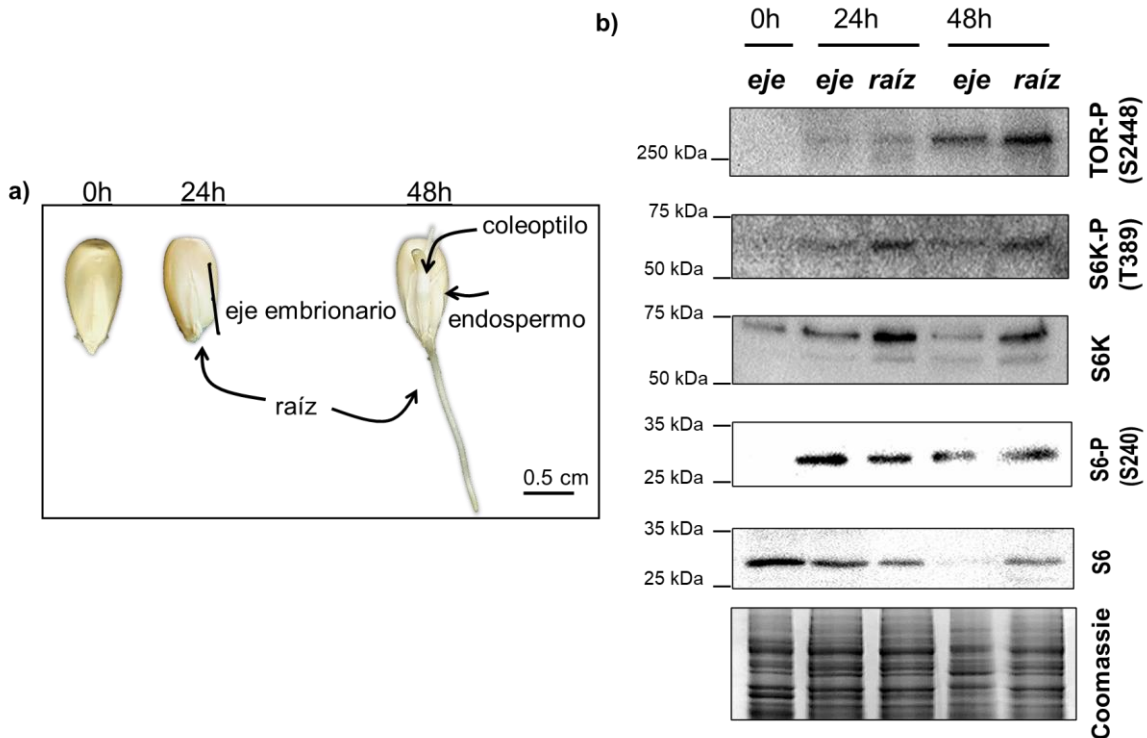 a)
0h 24h 48h
coleoptilo
eje embrionario
endospermo
raíz
0.5 cm
b)
0h 24h 48h
eje eje raíz eje raíz
250 kDa
TOR-P
(S2448)
75 kDa
50 kDa
S6K-P
(T389)
75 kDa
50 kDa
S6K
35 kDa
25 kDa
S6-P
(S240)
35 kDa
25 kDa
S6
Coomassie